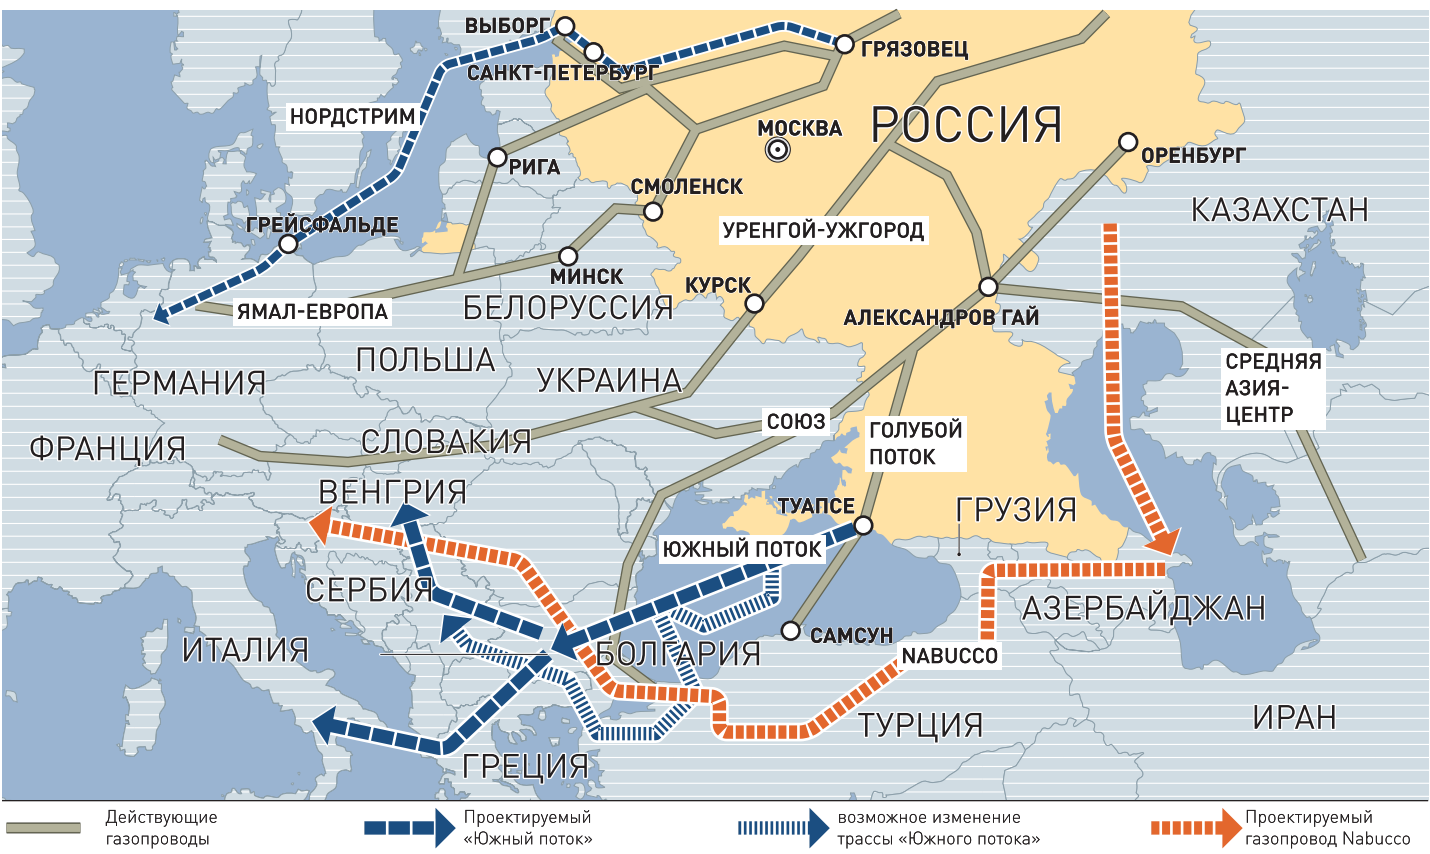 ВЫБОРГ
ГРЯЗОВЕЦ
САНКТ-ПЕТЕРБУРГ
НОРДСТРИМ
РОССИЯ
МОСКВА
ОРЕНБУРГ
РИГА
СМОЛЕНСК
КАЗАХСТАН
ГРЕЙСФАЛЬДЕ
УРЕНГОЙ-УЖГОРОД
МИНСК
КУРСК
ЯМАЛ-ЕВРОПА
БЕЛОРУССИЯ
АЛЕКСАНДРОВ ГАЙ
ПОЛЬША
СРЕДНЯЯ
АЗИЯ-
ЦЕНТР
ГЕРМАНИЯ
УКРАИНА
СОЮЗ
ГОЛУБОЙ
ПОТОК
ФРАНЦИЯ
СЛОВАКИЯ
ВЕНГРИЯ
ТУАПСЕ
ГРУЗИЯ
ЮЖНЫЙ ПОТОК
СЕРБИЯ
АЗЕРБАЙДЖАН
САМСУН
ИТАЛИЯ
БОЛГАРИЯ
NABUCCO
ТУРЦИЯ
ИРАН
ГРЕЦИЯ
Действующие
газопроводы
Проектируемый
«Южный поток»
возможное изменение
трассы «Южного потока»
Проектируемый
газопровод Nabucco